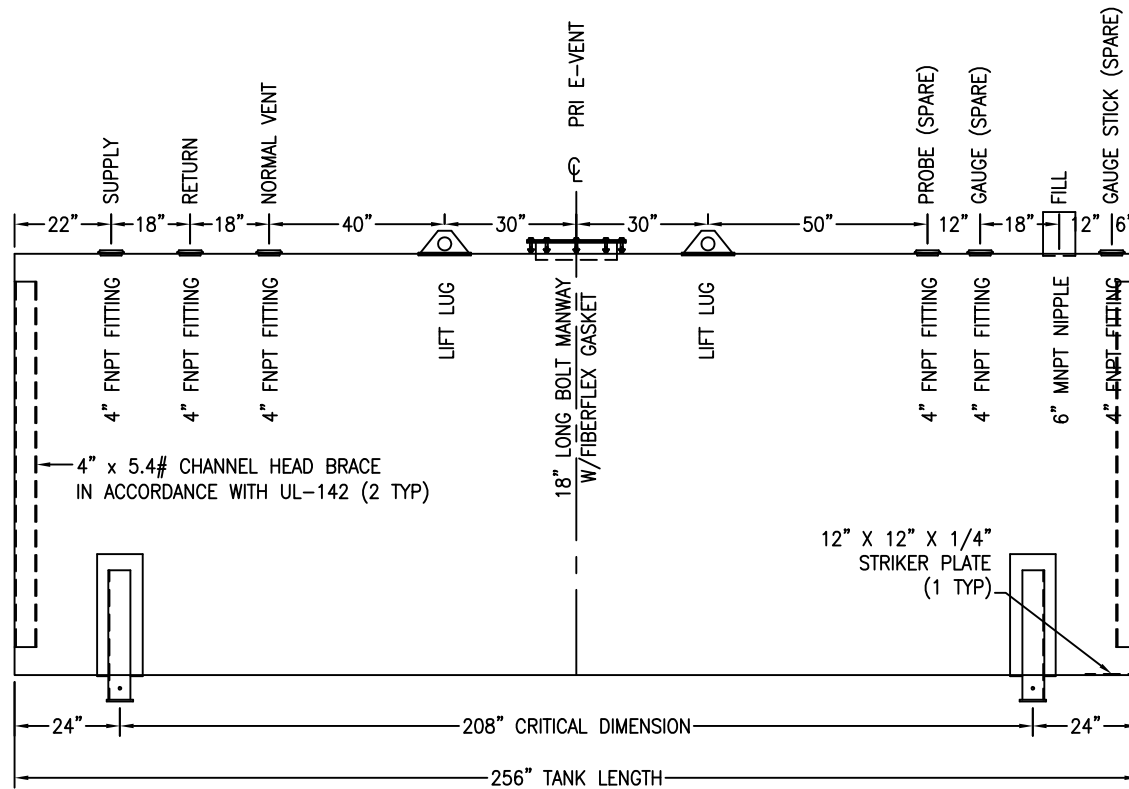 SUPPLY
RETURN
NORMAL VENT
PRI E-VENT
℄
PROBE (SPARE)
GAUGE (SPARE)
FILL
GAUGE STICK (SPARE)
22"
18"
18"
40"
30"
30"
50"
12"
18"
12"
6"
4" FNPT FITTING
4" FNPT FITTING
4" FNPT FITTING
LIFT LUG
18" LONG BOLT MANWAY
W/FIBERFLEX GASKET
LIFT LUG
4" FNPT FITTING
4" FNPT FITTING
6" MNPT NIPPLE
4" FNPT FITTING
4" x 5.4# CHANNEL HEAD BRACE
IN ACCORDANCE WITH UL-142 (2 TYP)
12" X 12" X 1/4"
STRIKER PLATE
(1 TYP)
24"
208" CRITICAL DIMENSION
24"
256" TANK LENGTH